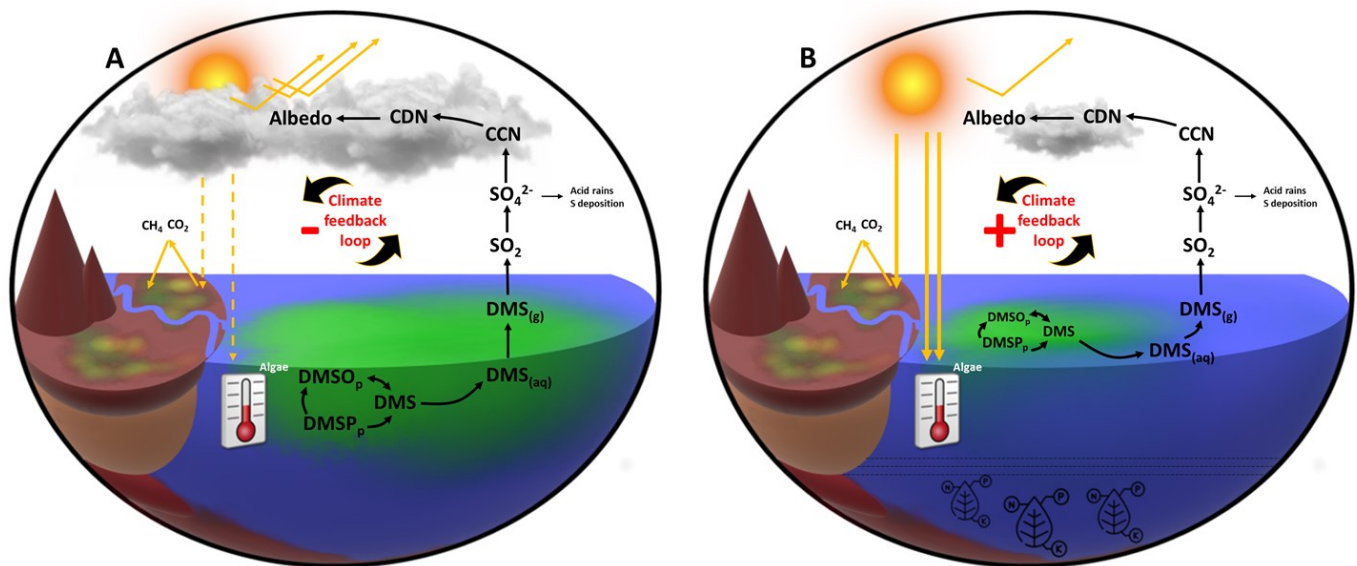 A
Albedo
CDN
CCN
SO₄²⁻
Acid rains
S deposition
Climate
feedback
loop
CH₄ CO₂
SO₂
DMS(g)
Algae
DMSOₚ
DMS
DMSPₚ
DMS(aq)
B
Albedo
CDN
CCN
SO₄²⁻
Acid rains
S deposition
Climate
feedback
loop
CH₄ CO₂
SO₂
DMS(g)
DMSOₚ
DMS
DMSPₚ
DMS(aq)
Algae
N P
K
N P
K
N P
K